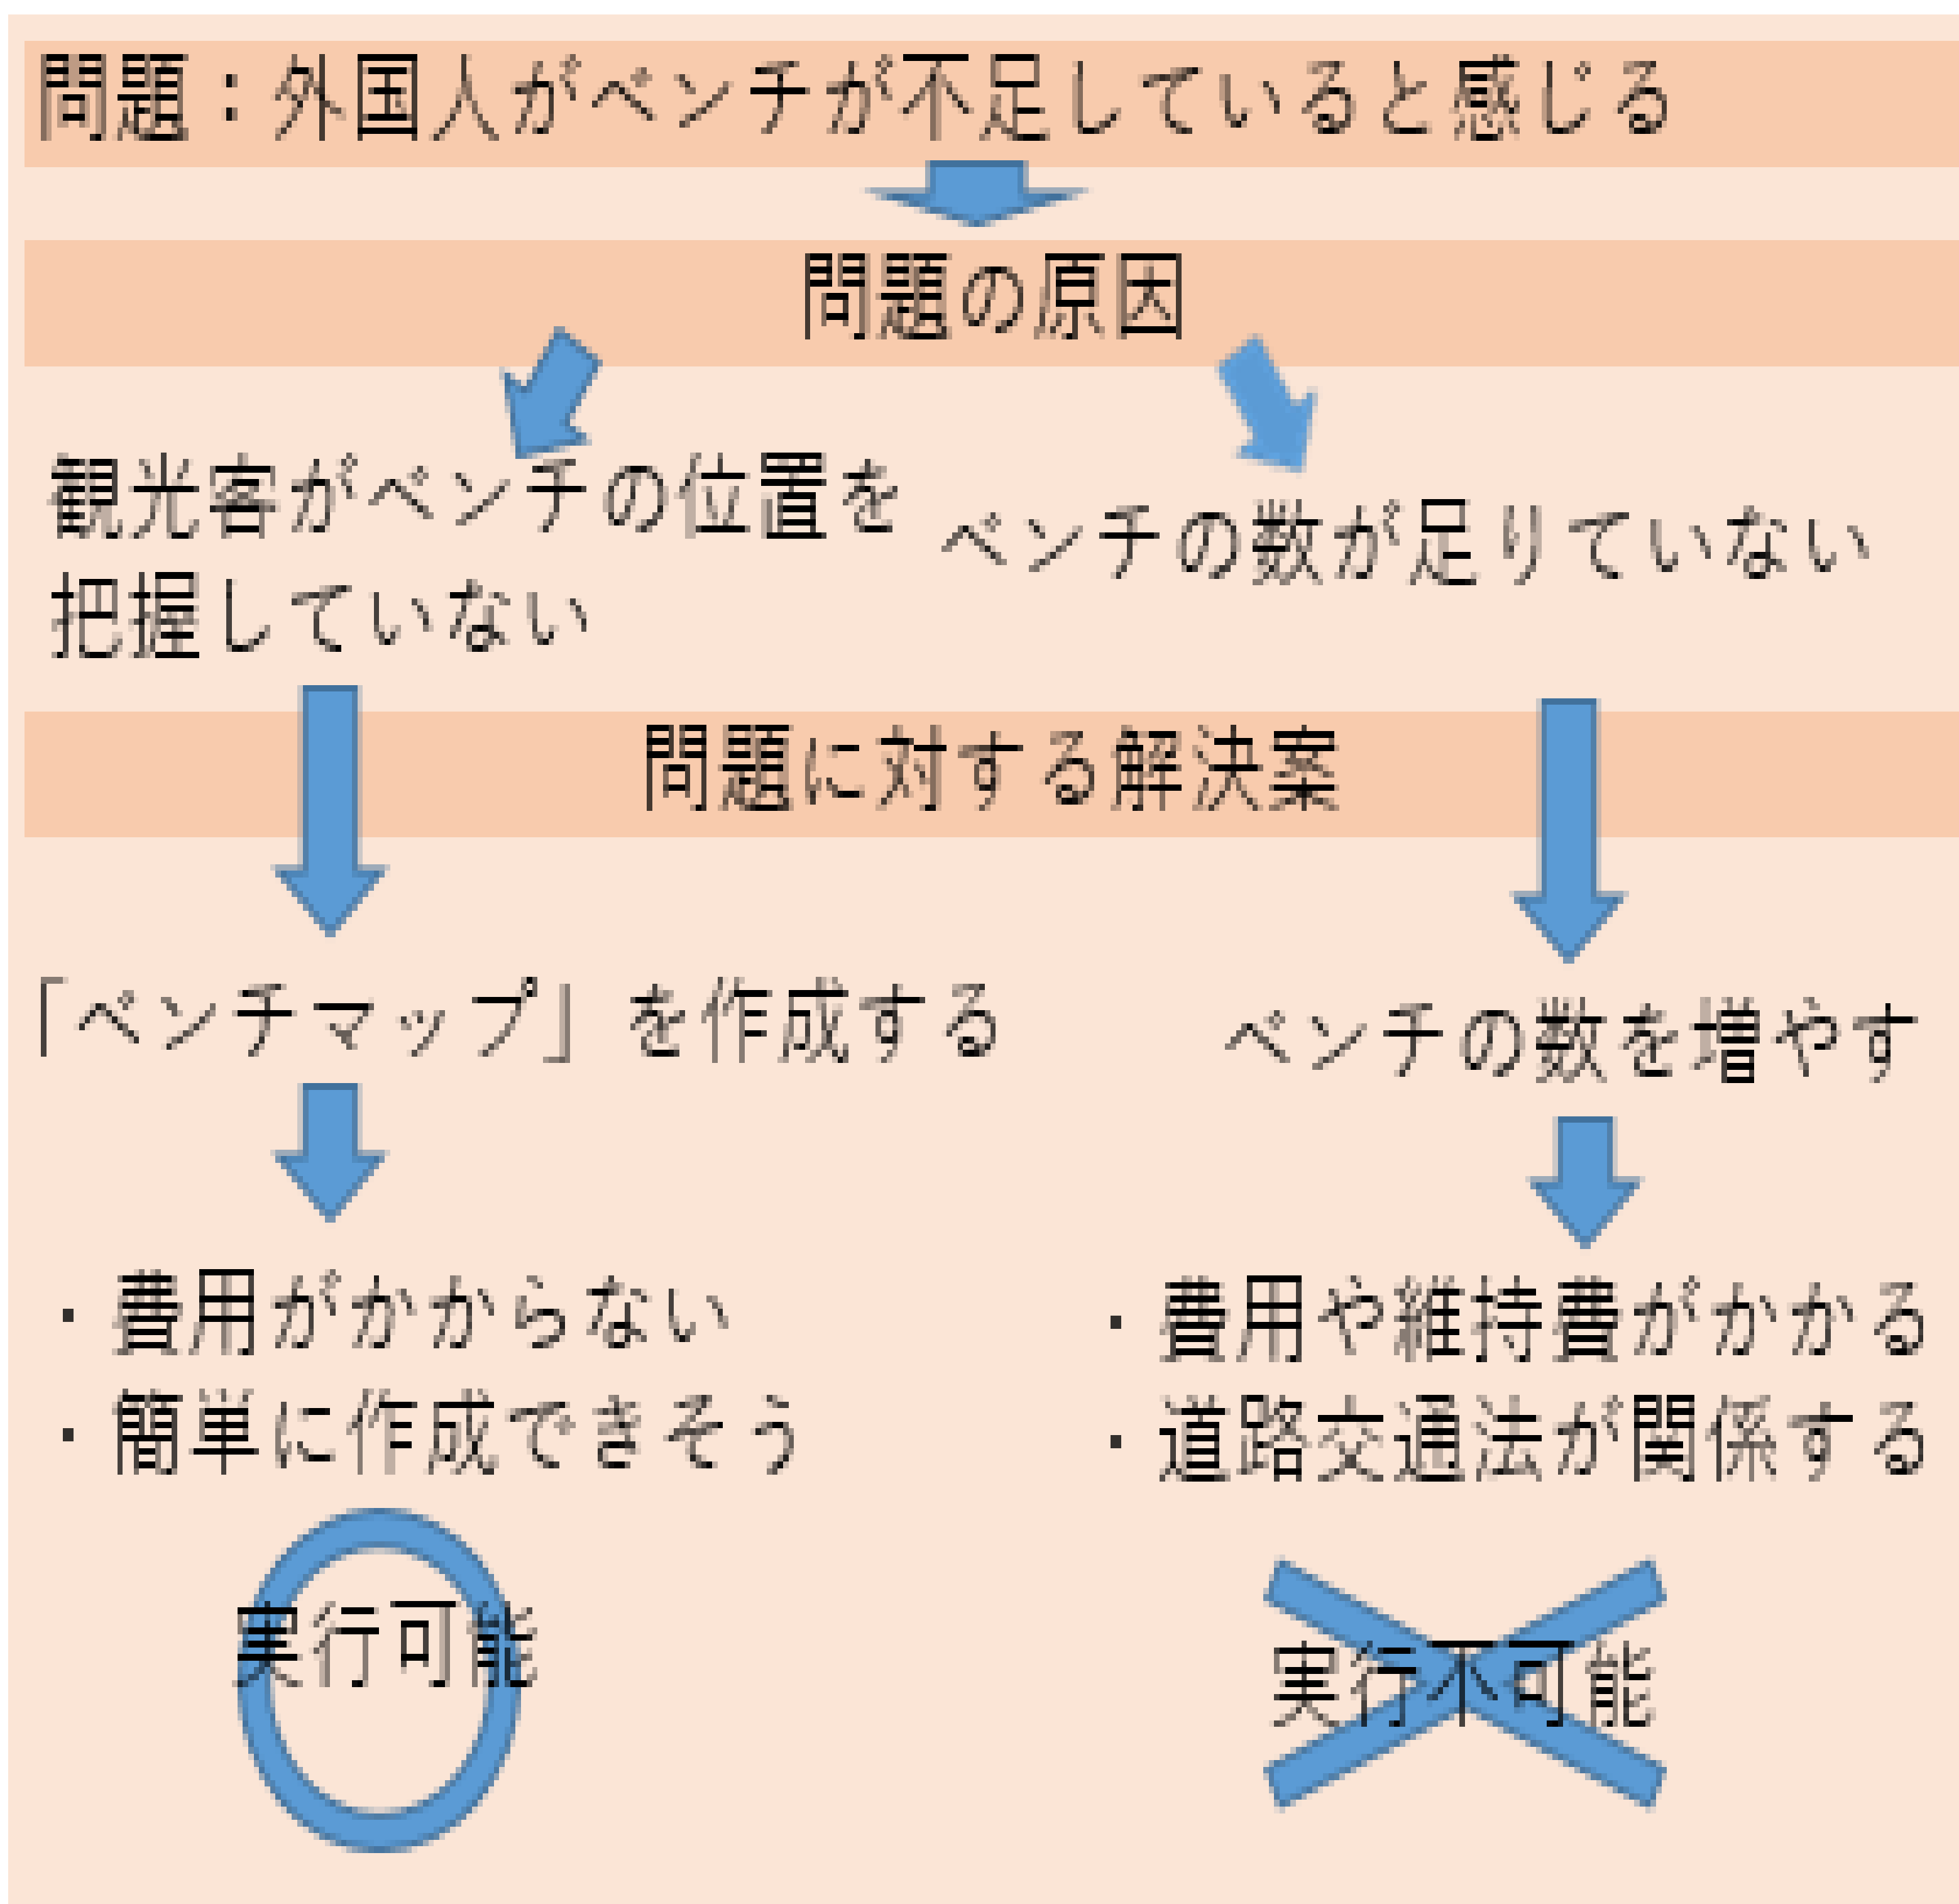 問題：外国人がベンチが不足していると感じる
問題の原因
観光客がベンチの位置を
把握していない
ベンチの数が足りていない
問題に対する解決案
「ベンチマップ」を作成する
ベンチの数を増やす
・費用がかからない
・簡単に作成できそう
・費用や維持費がかかる
・道路交通法が関係する
実行可能
実行不可能